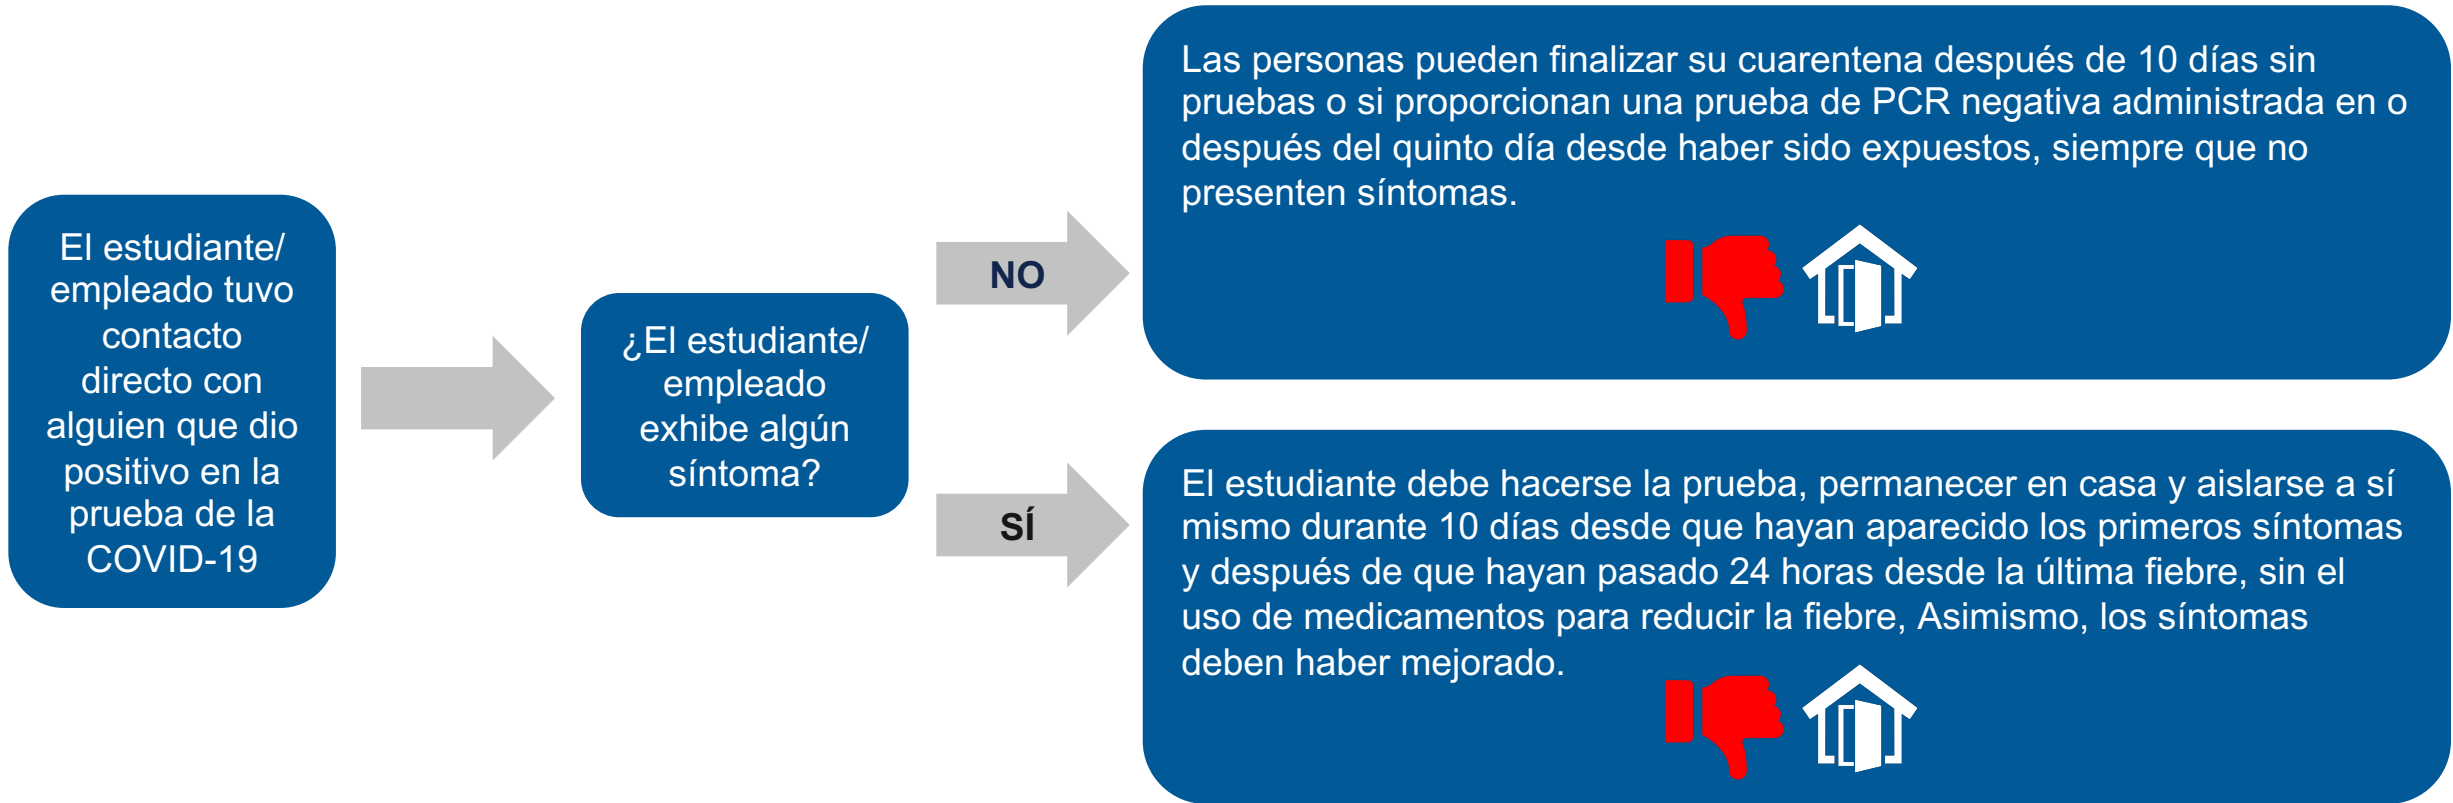 El estudiante/
empleado tuvo
contacto
directo con
alguien que dio
positivo en la
prueba de la
COVID-19
¿El estudiante/
empleado
exhibe algún
síntoma?
NO
Las personas pueden finalizar su cuarentena después de 10 días sin
pruebas o si proporcionan una prueba de PCR negativa administrada en o
después del quinto día desde haber sido expuestos, siempre que no
presenten síntomas.
SÍ
El estudiante debe hacerse la prueba, permanecer en casa y aislarse a sí
mismo durante 10 días desde que hayan aparecido los primeros síntomas
y después de que hayan pasado 24 horas desde la última fiebre, sin el
uso de medicamentos para reducir la fiebre, Asimismo, los síntomas
deben haber mejorado.